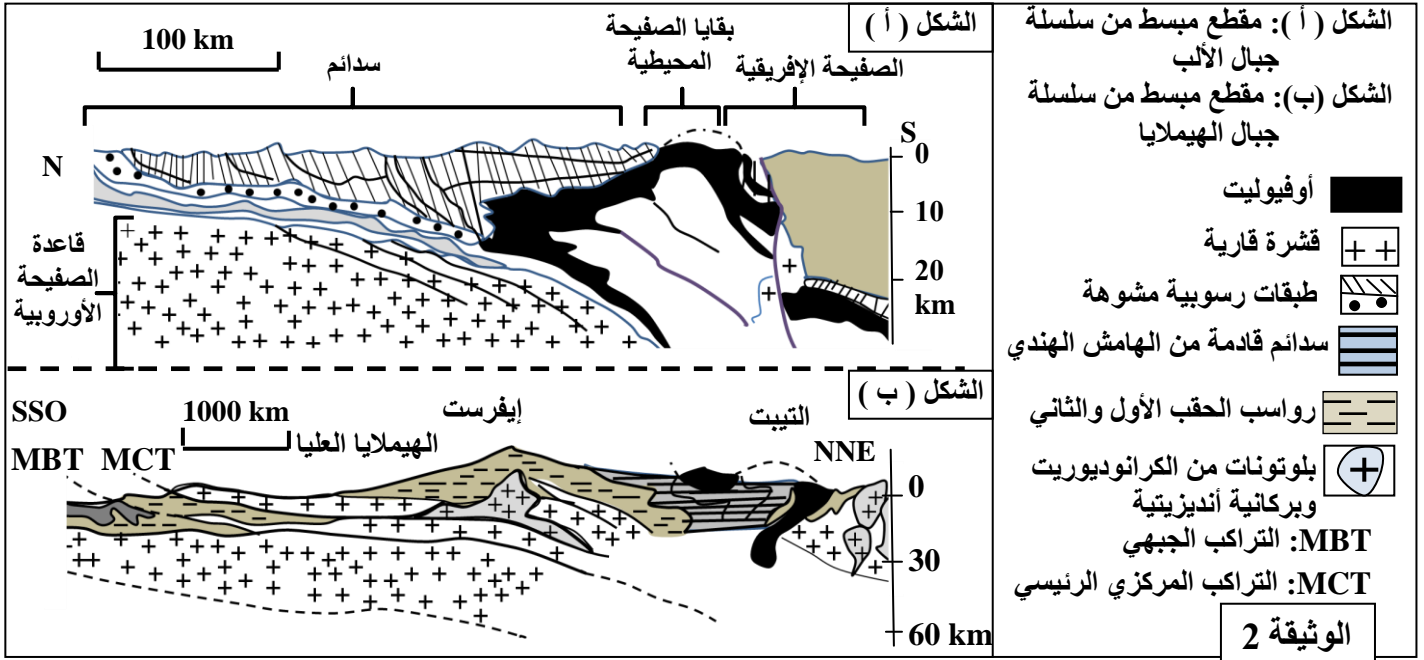 الشكل ( أ ): مقطع مبسط من سلسلة
جبال الألب
الشكل (ب): مقطع مبسط من سلسلة
جبال الهيملايا
أوفيوليت
قشرة قارية
طبقات رسوبية مشوهة
سدائم قادمة من الهامش الهندي
رواسب الحقب الأول والثاني
بلوتونات من الكرانوديوريت
وبركانية أنديزيتية
MBT: التراكب الجبهي
MCT: التراكب المركزي الرئيسي
الوثيقة 2
الشكل ( أ )
100 km
بقايا الصفيحة
المحيطية
الصفيحة الإفريقية
سدائم
N
S
0
10
20
km
قاعدة
الصفيحة
الأوروبية
الشكل ( ب )
SSO
1000 km
إيفرست
التيبت
الهيملايا العليا
NNE
MBT
MCT
0
30
60 km